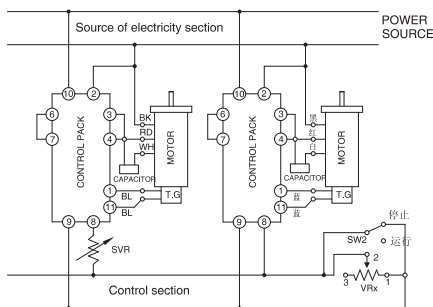 Source of electricity section
POWER
SOURCE
10 2 10 2
6 3 6 3
7 4 7 4
CONTROL PACK
BK
RD
WH
MOTOR
CAPACITOR
T.G
1
BL
11
BL
9 8
SVR
CONTROL PACK
黑
红
白
MOTOR
CAPACITOR
T.G
1
蓝
11
蓝
9 8
停止
SW2
运行
2
3
1
VRx
Control section